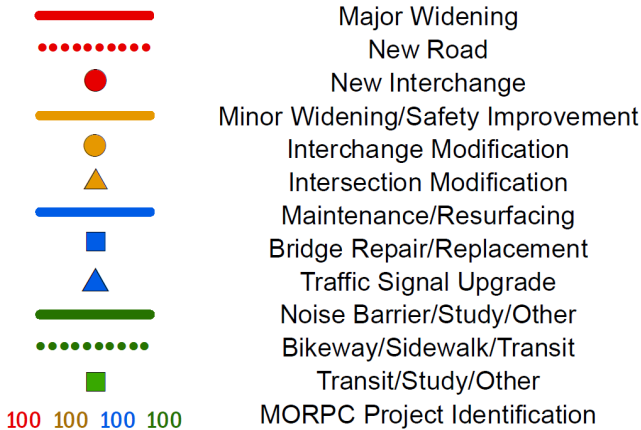 Major Widening
New Road
New Interchange
Minor Widening/Safety Improvement
Interchange Modification
Intersection Modification
Maintenance/Resurfacing
Bridge Repair/Replacement
Traffic Signal Upgrade
Noise Barrier/Study/Other
Bikeway/Sidewalk/Transit
Transit/Study/Other
100 100 100 100 MORPC Project Identification